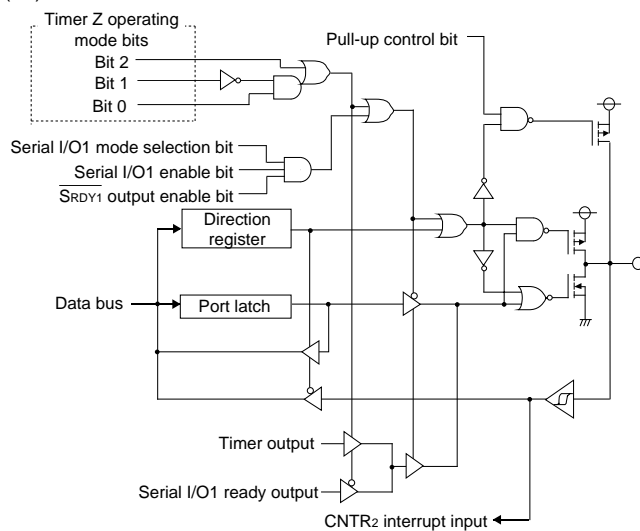 Timer Z operating
mode bits
Bit 2
Bit 1
Bit 0
Pull-up control bit
Serial I/O1 mode selection bit
Serial I/O1 enable bit
SRDY1 output enable bit
Direction
register
Data bus
Port latch
Timer output
Serial I/O1 ready output
CNTR2 interrupt input